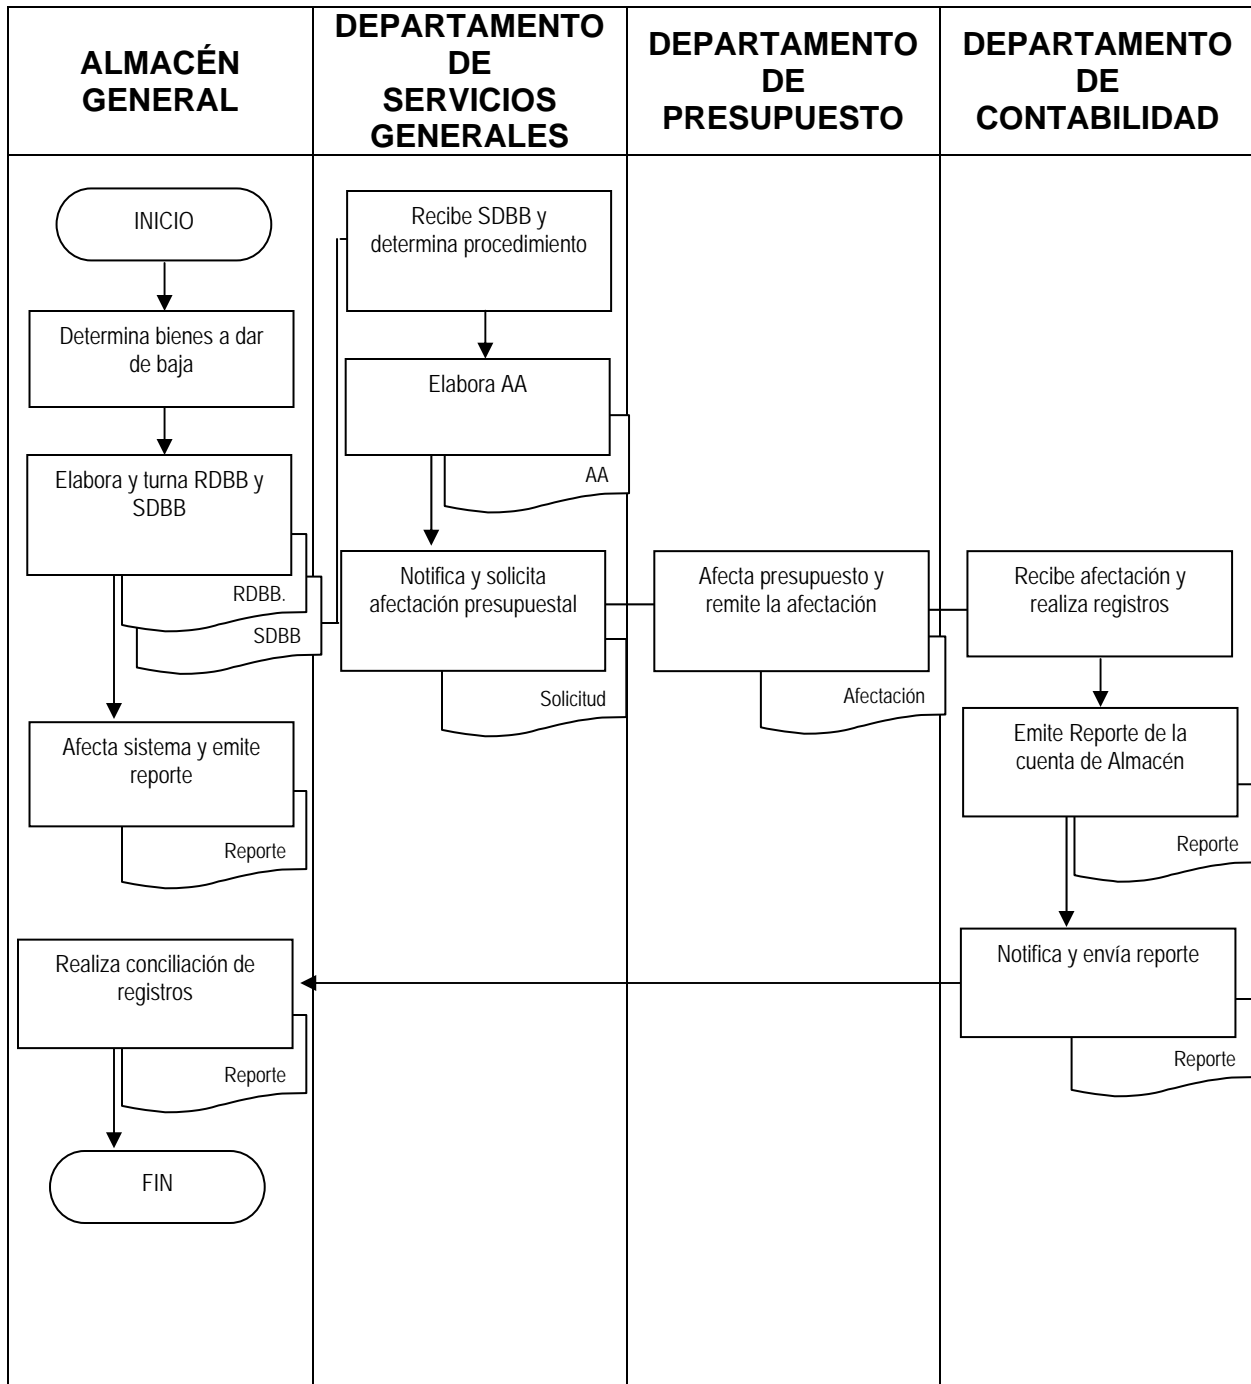 ALMACÉN
GENERAL
DEPARTAMENTO
DE
SERVICIOS
GENERALES
DEPARTAMENTO
DE
PRESUPUESTO
DEPARTAMENTO
DE
CONTABILIDAD
INICIO
Determina bienes a dar
de baja
Elabora y turna RDBB y
SDBB
RDBB.
SDBB
Afecta sistema y emite
reporte
Reporte
Realiza conciliación de
registros
Reporte
FIN
Recibe SDBB y
determina procedimiento
Elabora AA
AA
Notifica y solicita
afectación presupuestal
Solicitud
Afecta presupuesto y
remite la afectación
Afectación
Recibe afectación y
realiza registros
Emite Reporte de la
cuenta de Almacén
Reporte
Notifica y envía reporte
Reporte